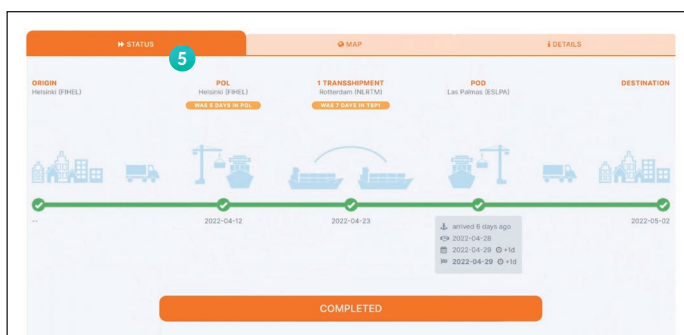 STATUS
MAP
DETAILS
5
ORIGIN
Helsinki (FIHEL)
POL
Helsinki (FIHEL)
WAS 5 DAYS IN POL
1 TRANSSHIPMENT
Rotterdam (NLRTM)
WAS 7 DAYS IN TSP1
POD
Las Palmas (ESLPA)
DESTINATION
--
2022-04-12
2022-04-23
2022-05-02
arrived 6 days ago
2022-04-28
2022-04-29 +1d
2022-04-29 +1d
COMPLETED